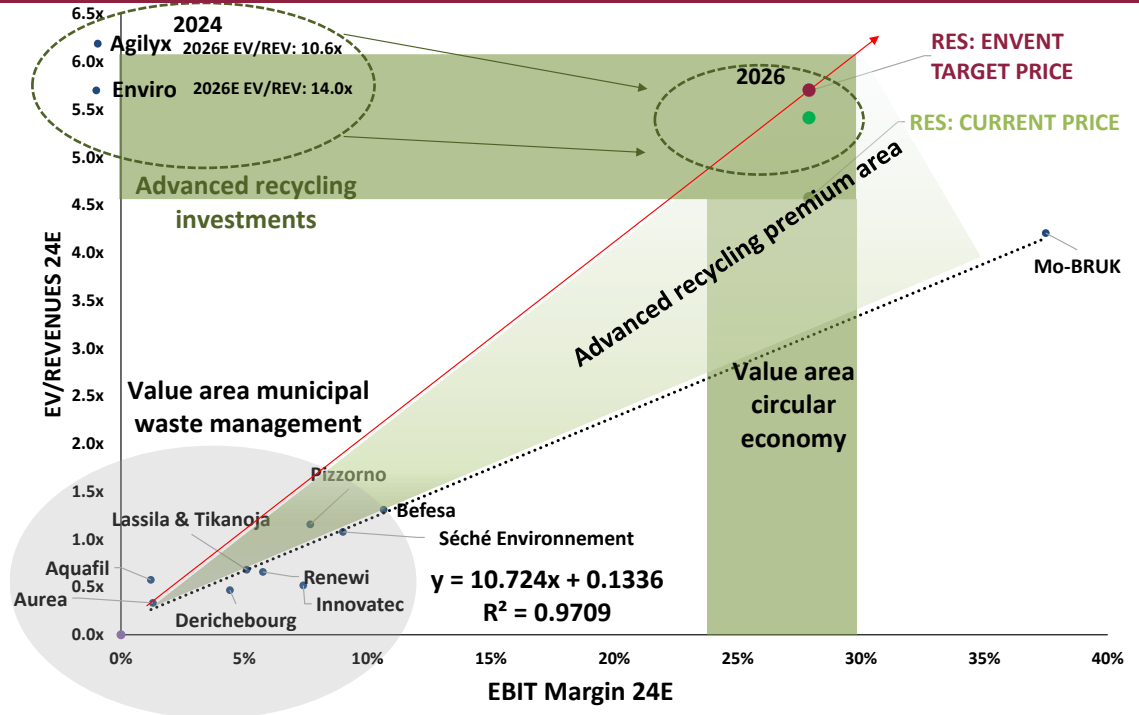 6.5x
6.0x
5.5x
5.0x
4.5x
4.0x
3.5x
3.0x
2.5x
2.0x
1.5x
1.0x
0.5x
0.0x
EV/REVENUES 24E
2024
Agilyx
2026E EV/REV: 10.6x
Enviro
2026E EV/REV: 14.0x
Advanced recycling
investments
2026
RES: ENVENT
TARGET PRICE
RES: CURRENT PRICE
Advanced recycling premium area
Mo-BRUK
Value area municipal
waste management
Value area
circular
economy
Pizzorno
Lassila & Tikanoja
Befesa
Séché Environnement
Aquafil
Aurea
Renewi
Innovatec
Derichebourg
y = 10.724x + 0.1336
R² = 0.9709
0%
5%
10%
15%
20%
25%
30%
35%
40%
EBIT Margin 24E